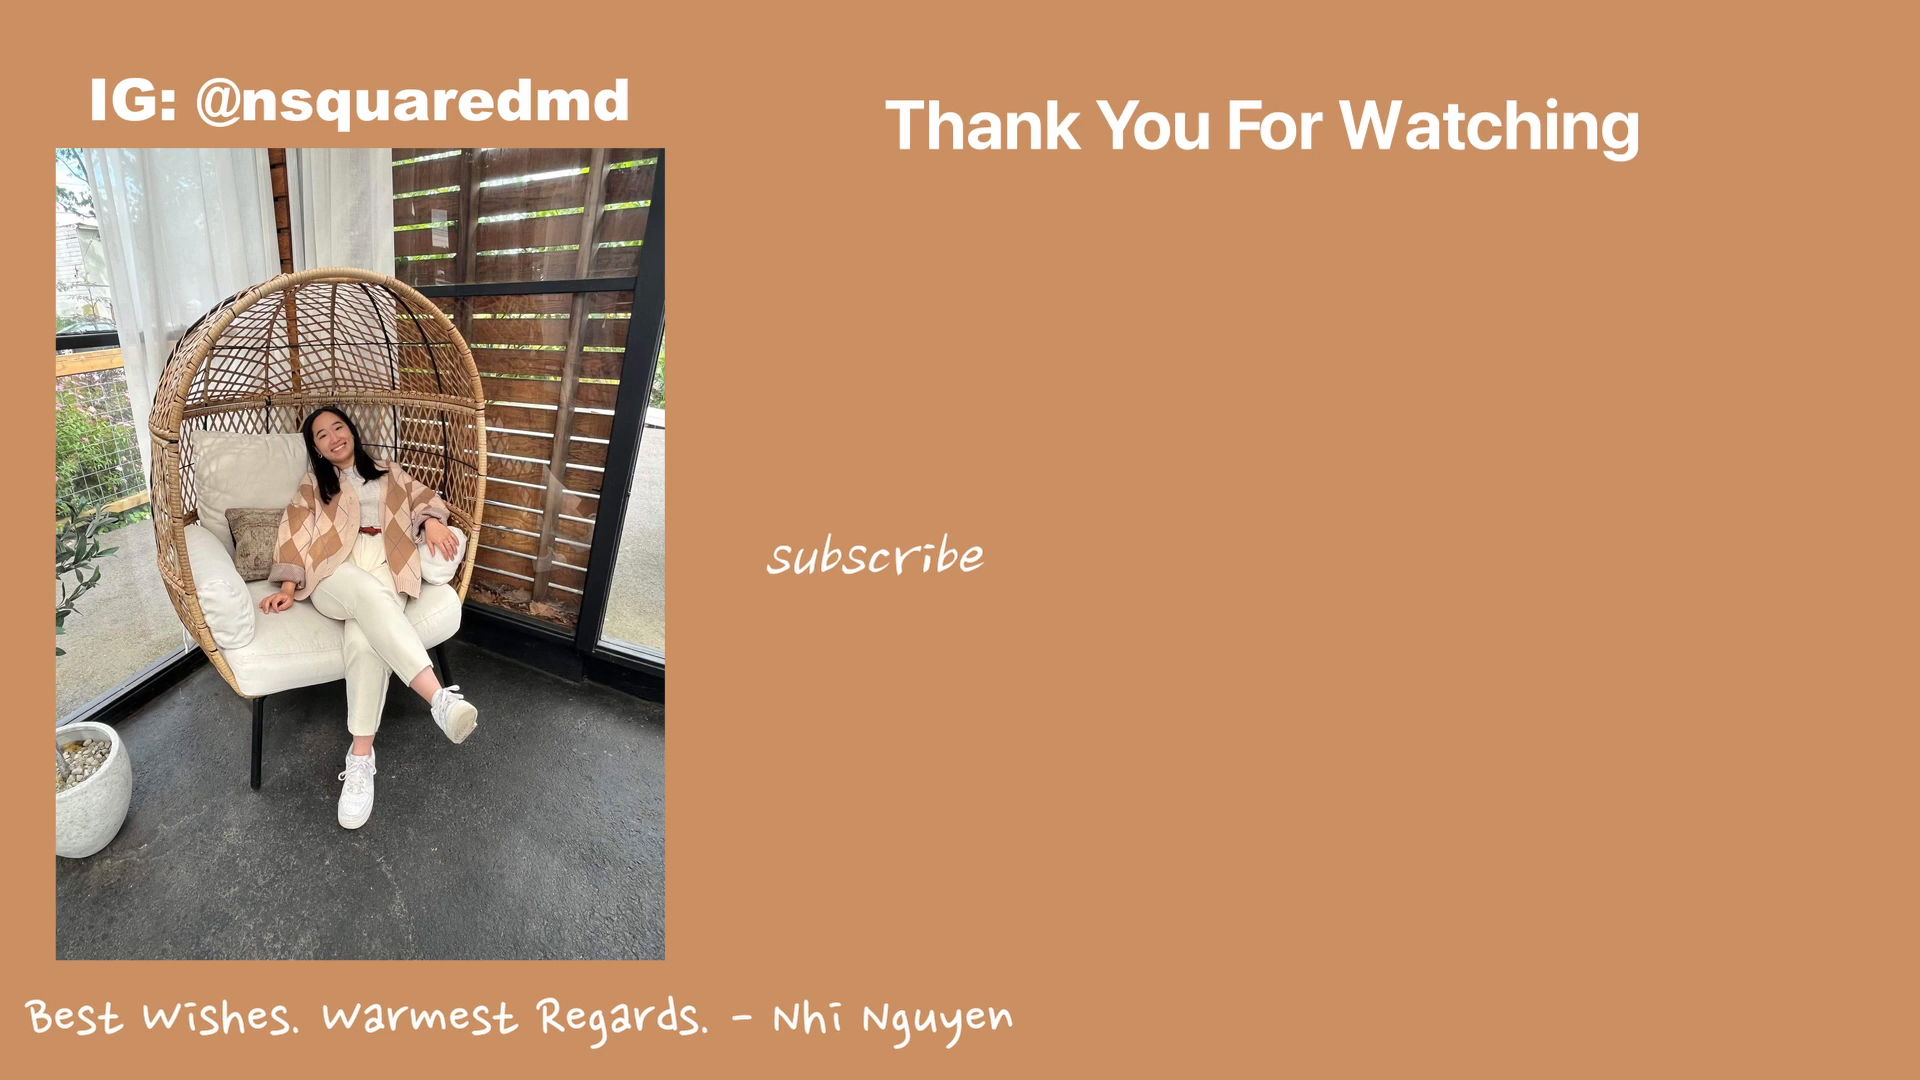 IG: @nsquaredmd
Thank You For Watching
subscribe
Best Wishes. Warmest Regards. - Nhi Nguyen